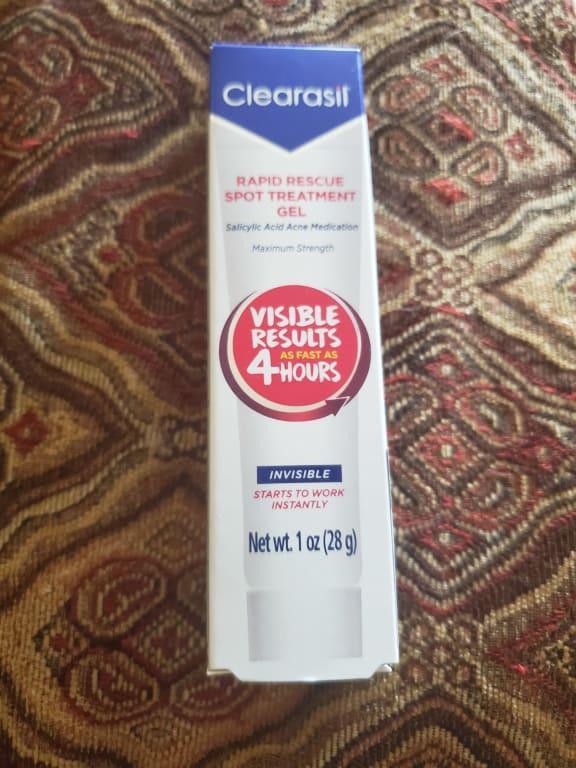 Clearasil
RAPID RESCUE
SPOT TREATMENT
GEL
Salicylic Acid Acne Medication
Maximum Strength
VISIBLE
RESULTS
AS FAST AS
4 HOURS
INVISIBLE
STARTS TO WORK
INSTANTLY
Net wt. 1 oz (28 g)